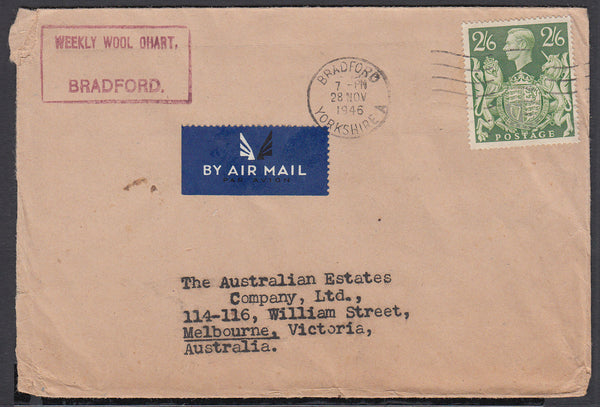 WEEKLY WOOL CHART,
BRADFORD.
BRADFORD
7-PM
28 NOV
1946
YORKSHIRE A
2/6 2/6
POSTAGE
BY AIR MAIL
PAR AVION
The Australian Estates
Company, Ltd.,
114-116, William Street,
Melbourne, Victoria,
Australia.